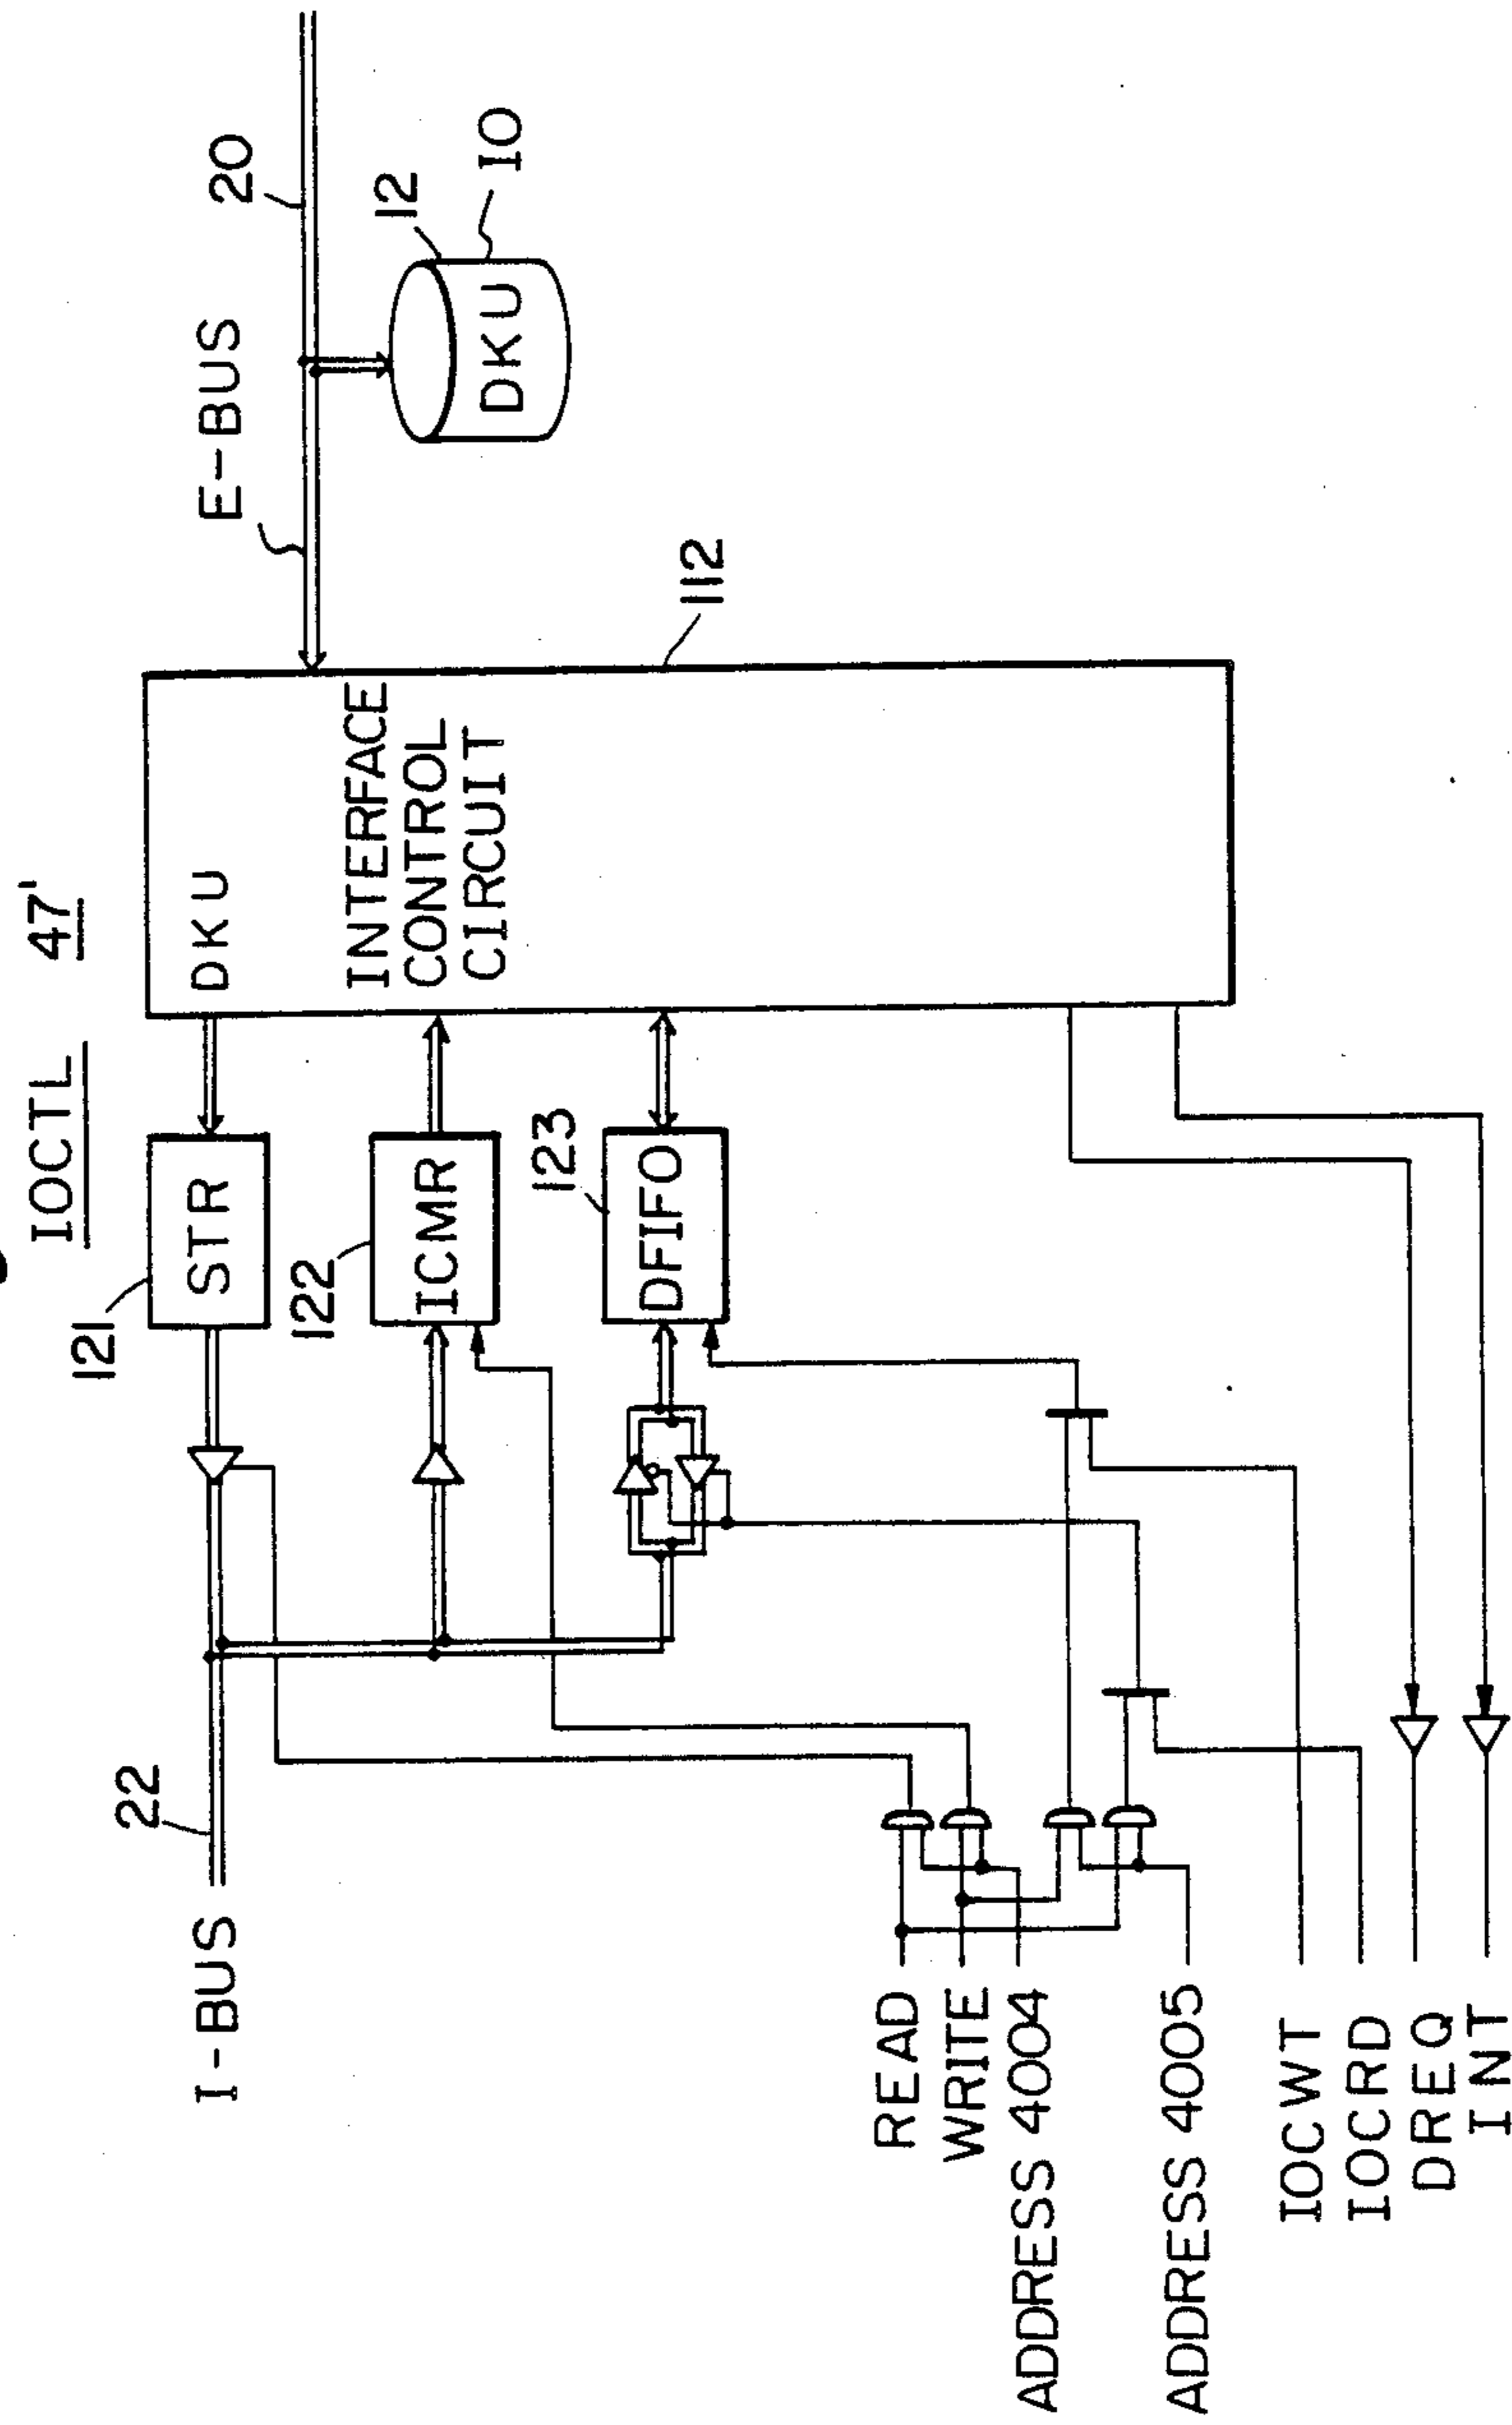 IOCTL 47'
20
E-BUS
12
10
DKU
112
DKU
INTERFACE
CONTROL
CIRCUIT
121
STR
122
ICMR
123
DFIFO
22
I-BUS
READ
WRITE
ADDRESS 4004
ADDRESS 4005
IOCWT
IOCRD
DREQ
INT